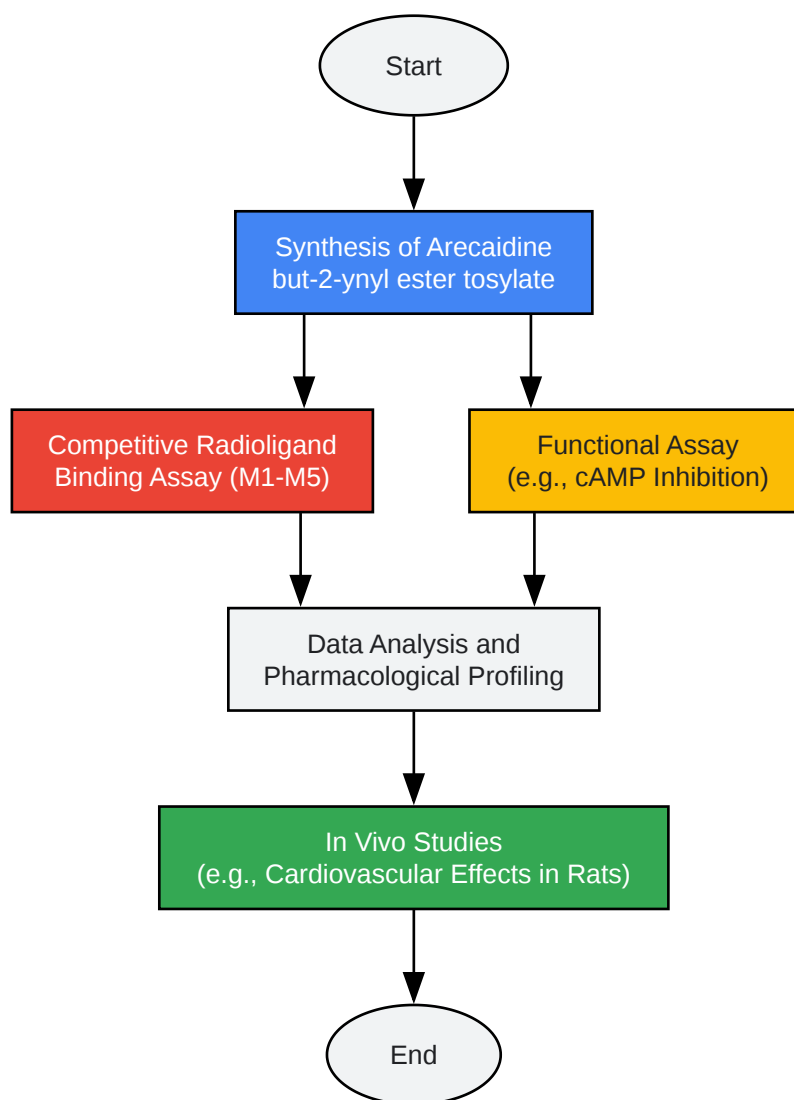 Start
Synthesis of Arecaidine
but-2-ynyl ester tosylate
Competitive Radioligand
Binding Assay (M1-M5)
Functional Assay
(e.g., cAMP Inhibition)
Data Analysis and
Pharmacological Profiling
In Vivo Studies
(e.g., Cardiovascular Effects in Rats)
End